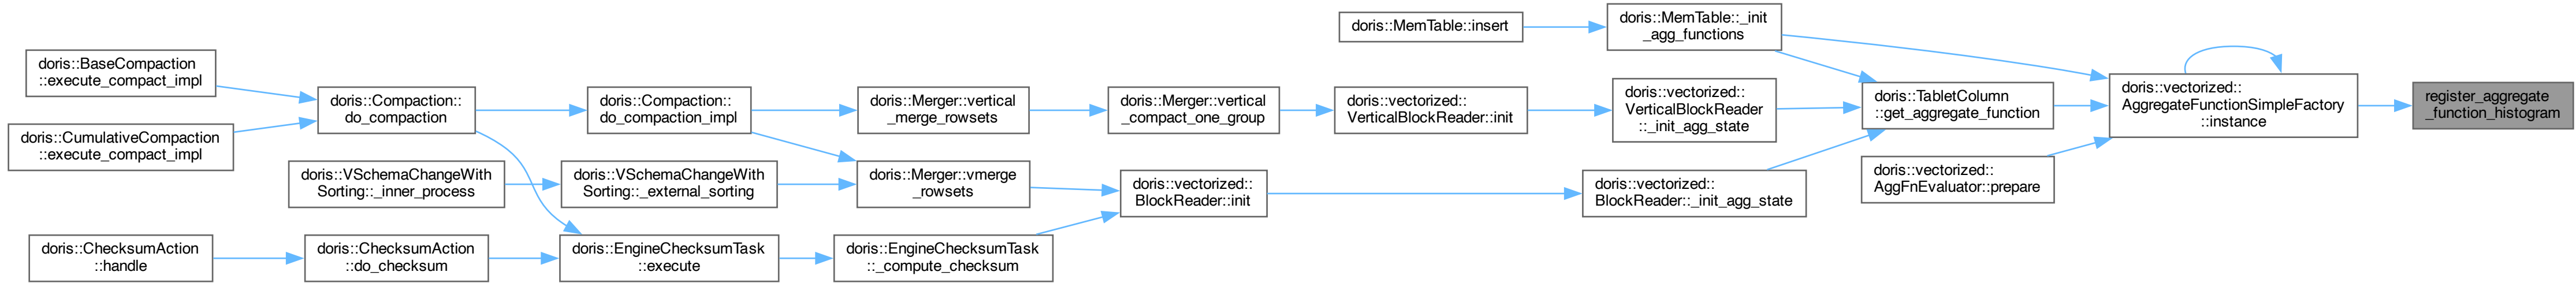 doris::BaseCompaction
::execute_compact_impl
doris::CumulativeCompaction
::execute_compact_impl
doris::Compaction::
do_compaction
doris::VSchemaChangeWith
Sorting::_inner_process
doris::ChecksumAction
::handle
doris::ChecksumAction
::do_checksum
doris::Compaction::
do_compaction_impl
doris::VSchemaChangeWith
Sorting::_external_sorting
doris::EngineChecksumTask
::execute
doris::Merger::vertical
_merge_rowsets
doris::Merger::vmerge
_rowsets
doris::EngineChecksumTask
::_compute_checksum
doris::Merger::vertical
_compact_one_group
doris::vectorized::
BlockReader::init
doris::MemTable::insert
doris::vectorized::
VerticalBlockReader::init
doris::MemTable::_init
_agg_functions
doris::vectorized::
VerticalBlockReader
::_init_agg_state
doris::vectorized::
BlockReader::_init_agg_state
doris::TabletColumn
::get_aggregate_function
doris::vectorized::
AggFnEvaluator::prepare
doris::vectorized::
AggregateFunctionSimpleFactory
::instance
register_aggregate
_function_histogram